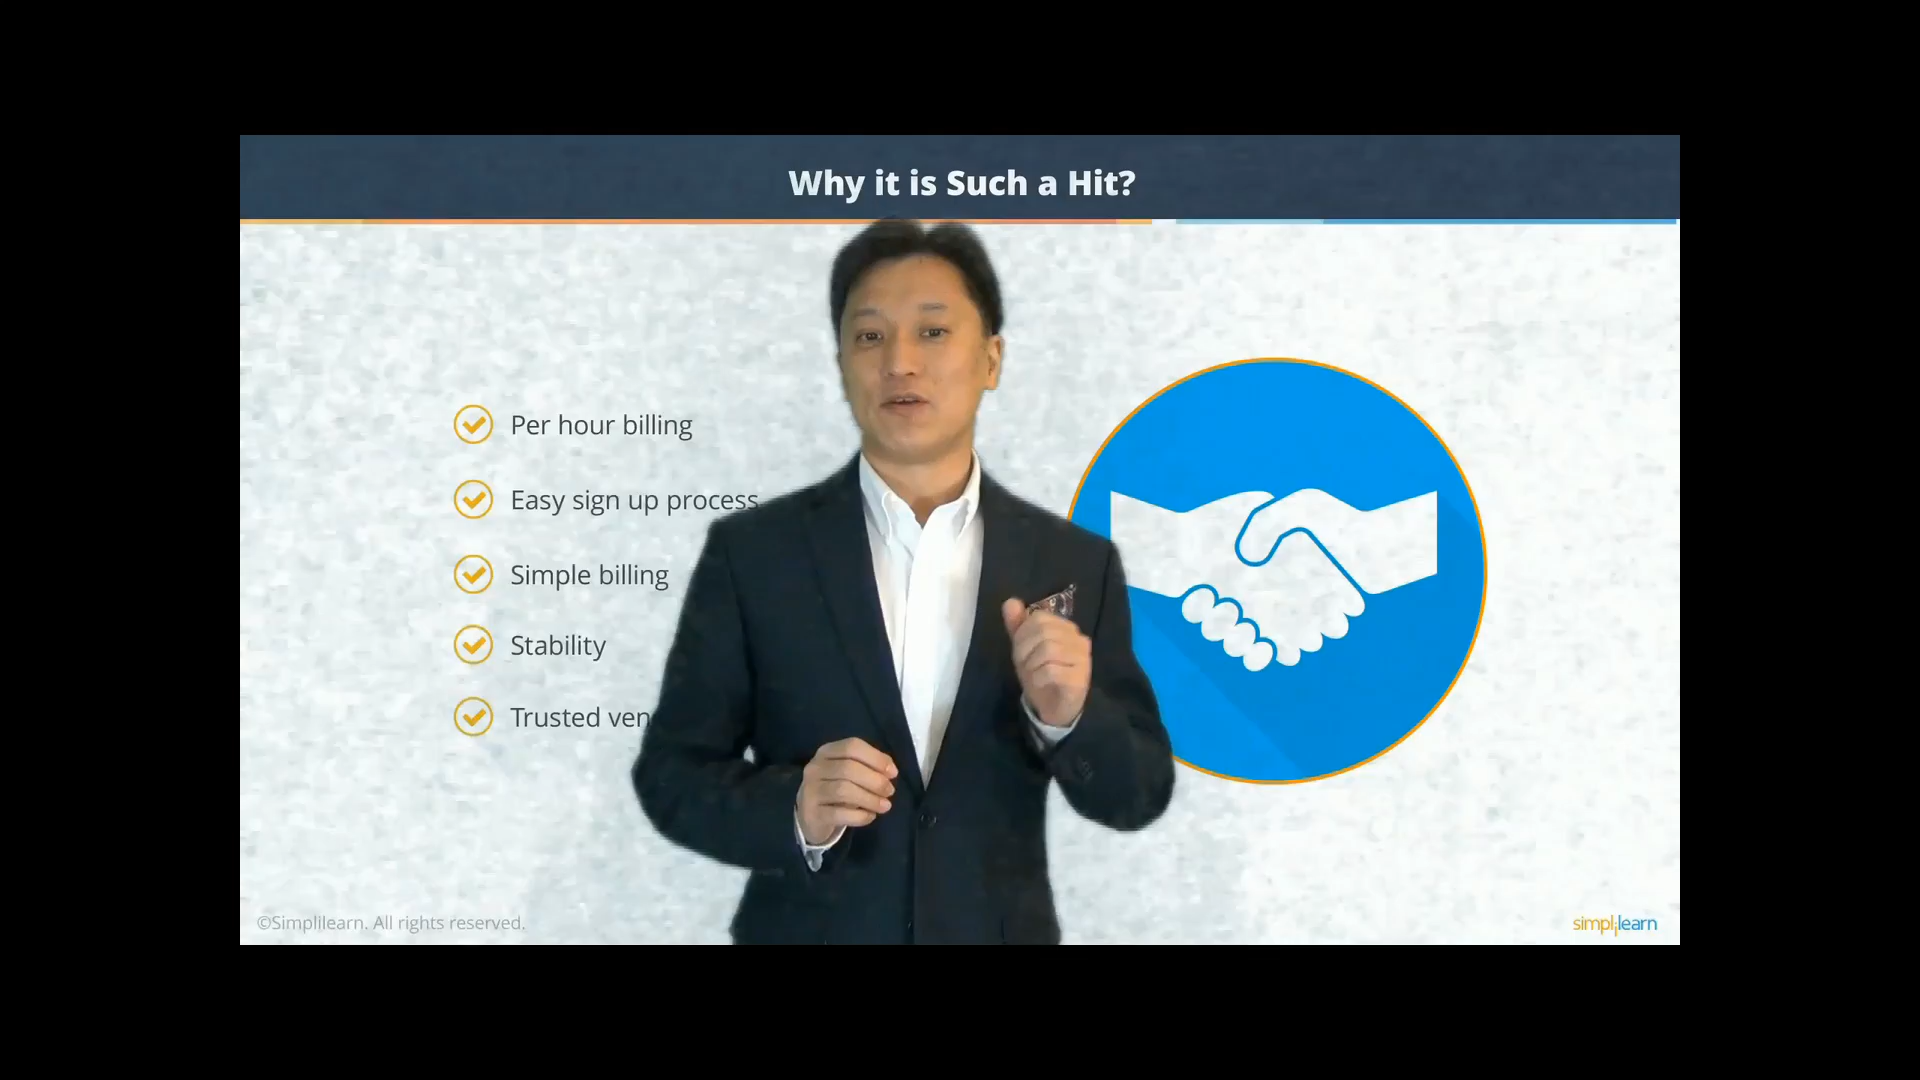 Why it is Such a Hit?
Per hour billing
Easy sign up process
Simple billing
Stability
Trusted
©Simplilearn. All rights reserved.
simplilearn